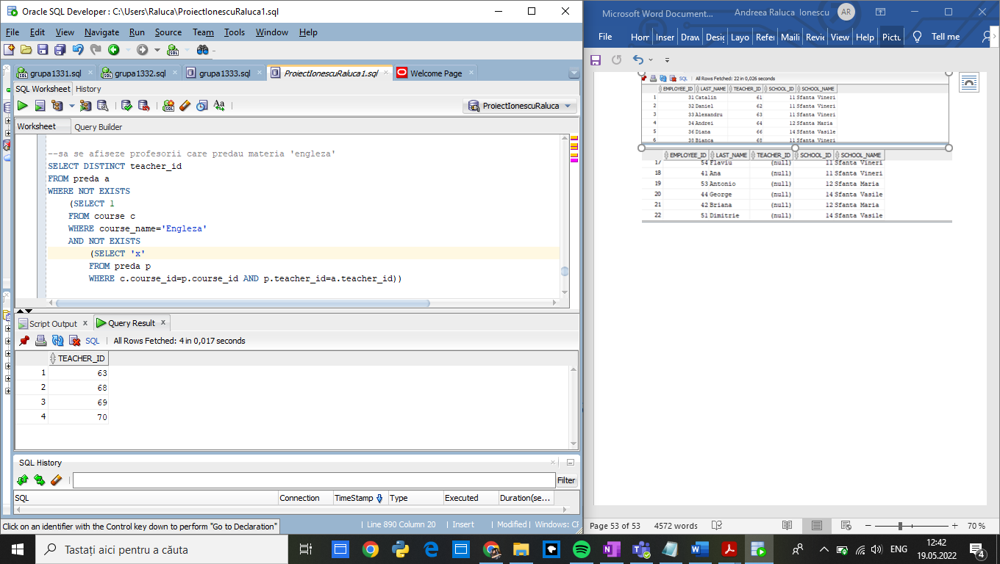 Oracle SQL Developer : C:\Users\Raluca\ProiectIonescuRaluca1.sql
File Edit View Navigate Run Source Team Tools Window Help
grupa1331.sql grupa1332.sql grupa1333.sql ProiectIonescuRaluca1.sql Welcome Page
SQL Worksheet History
ProiectIonescuRaluca
Worksheet Query Builder
--sa se afiseze profesorii care predau materia 'engleza'
SELECT DISTINCT teacher_id
FROM preda a
WHERE NOT EXISTS
(SELECT 1
FROM course c
WHERE course_name='Engleza'
AND NOT EXISTS
(SELECT 'x'
FROM preda p
WHERE c.course_id=p.course_id AND p.teacher_id=a.teacher_id))
Script Output x Query Result x
SQL | All Rows Fetched: 4 in 0,017 seconds
TEACHER_ID
1 63
2 68
3 69
4 70
SQL History
Filter
SQL Connection TimeStamp Type Executed Duration(se...
Click on an identifier with the Control key down to perform "Go to Declaration"
| Line 890 Column 20 | Insert | Modified | Windows: CF
Microsoft Word Document... Andreea Raluca Ionescu AR
File Hom Inser Draw Desig Layo Refer Maili Revie View Help Pictu Tell me
SQL | All Rows Fetched: 22 in 0,026 seconds
EMPLOYEE_ID LAST_NAME TEACHER_ID SCHOOL_ID SCHOOL_NAME
1 31 Catalin 61 11 Sfanta Vineri
2 32 Daniel 62 11 Sfanta Vineri
3 33 Alexandru 63 11 Sfanta Vineri
4 34 Andrei 64 12 Sfanta Maria
5 36 Diana 66 14 Sfanta Vasile
6 38 Bianca 68 11 Sfanta Vineri
EMPLOYEE_ID LAST_NAME TEACHER_ID SCHOOL_ID SCHOOL_NAME
17 54 Flaviu (null) 11 Sfanta Vineri
18 41 Ana (null) 11 Sfanta Vineri
19 53 Antonio (null) 12 Sfanta Maria
20 44 George (null) 14 Sfanta Vasile
21 42 Briana (null) 12 Sfanta Maria
22 51 Dimitrie (null) 14 Sfanta Vasile
Page 53 of 53 4572 words 70 %
Tastați aici pentru a căuta
ENG 12:42
19.05.2022
4